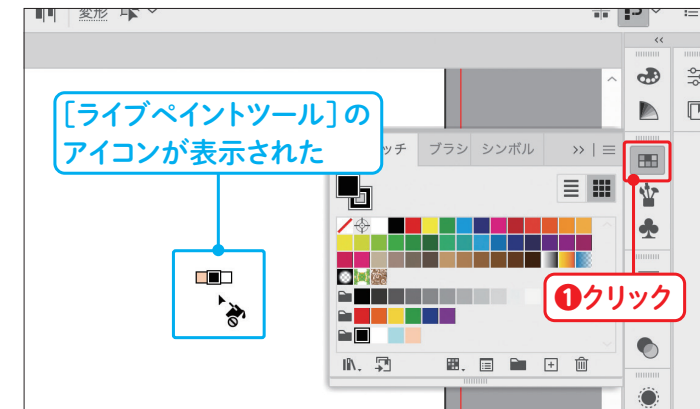 変形
[ライブペイントツール]の
アイコンが表示された
ッチ ブラシ シンボル
❶クリック